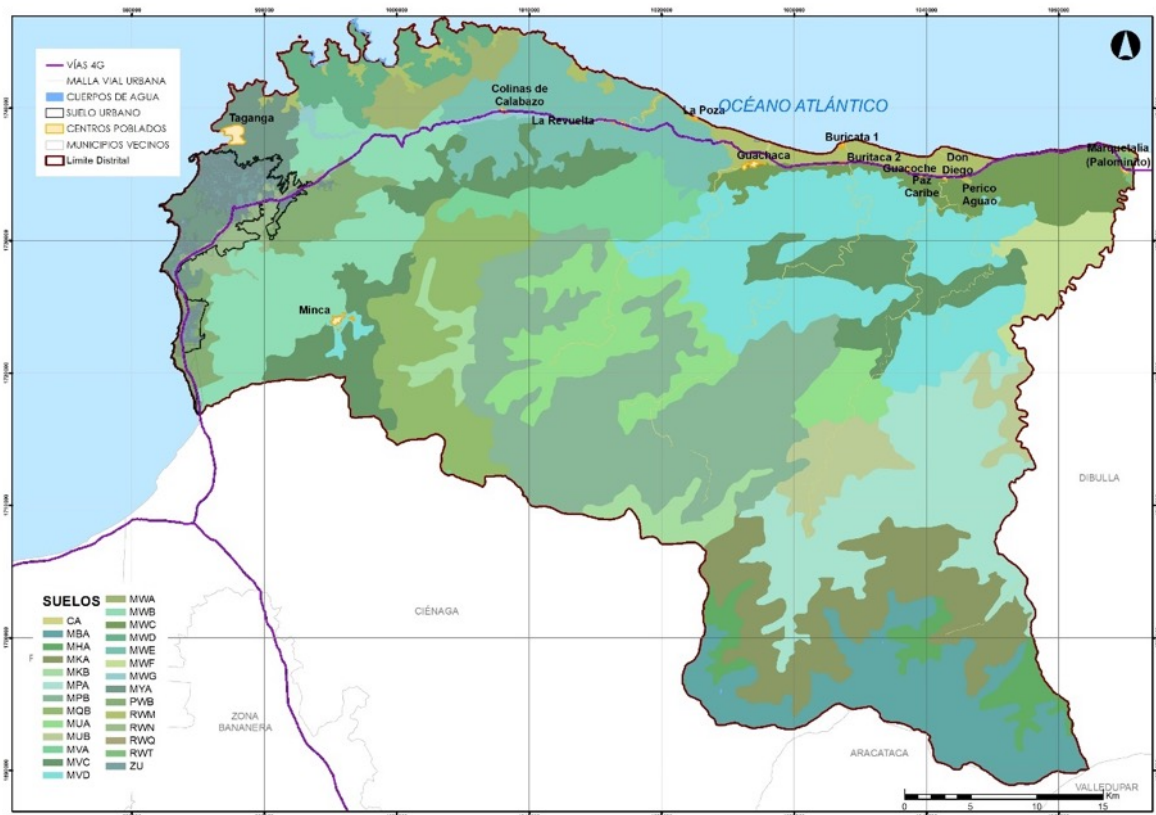 VÍAS 4G
MALLA VIAL URBANA
CUERPOS DE AGUA
SUELO URBANO
CENTROS POBLADOS
MUNICIPIOS VECINOS
Límite Distrital
Taganga
Colinas de
Calabazo
La Revuelta
La Poza
OCÉANO ATLÁNTICO
Guachaca
Buricata 1
Buritaca 2
Guacoche
Paz
Caribe
Don
Diego
Perico
Aguao
Marquetalia
(Palominito)
Minca
DIBULLA
CIÉNAGA
ZONA
BANANERA
ARACATACA
VALLEDUPAR
SUELOS
CA
MBA
MHA
MKA
MKB
MPA
MPB
MQB
MUA
MUB
MVA
MVC
MVD
MWA
MWB
MWC
MWD
MWE
MWF
MWG
MYA
PWB
RWM
RWN
RWQ
RWT
ZU
0 5 10 15
Km